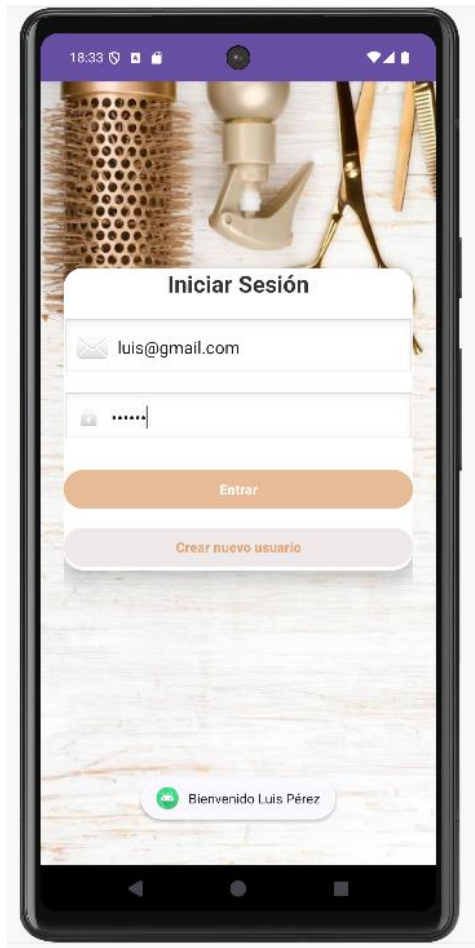 18:33
Iniciar Sesión
luis@gmail.com
••••••
Entrar
Crear nuevo usuario
Bienvenido Luis Pérez